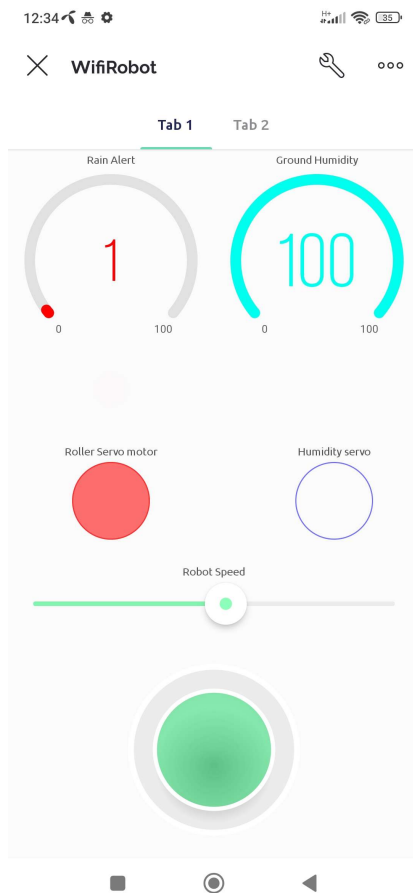 12:34 H+ 35
WifiRobot
Tab 1 Tab 2
Rain Alert Ground Humidity
1 100
0 100 0 100
Roller Servo motor Humidity servo
Robot Speed